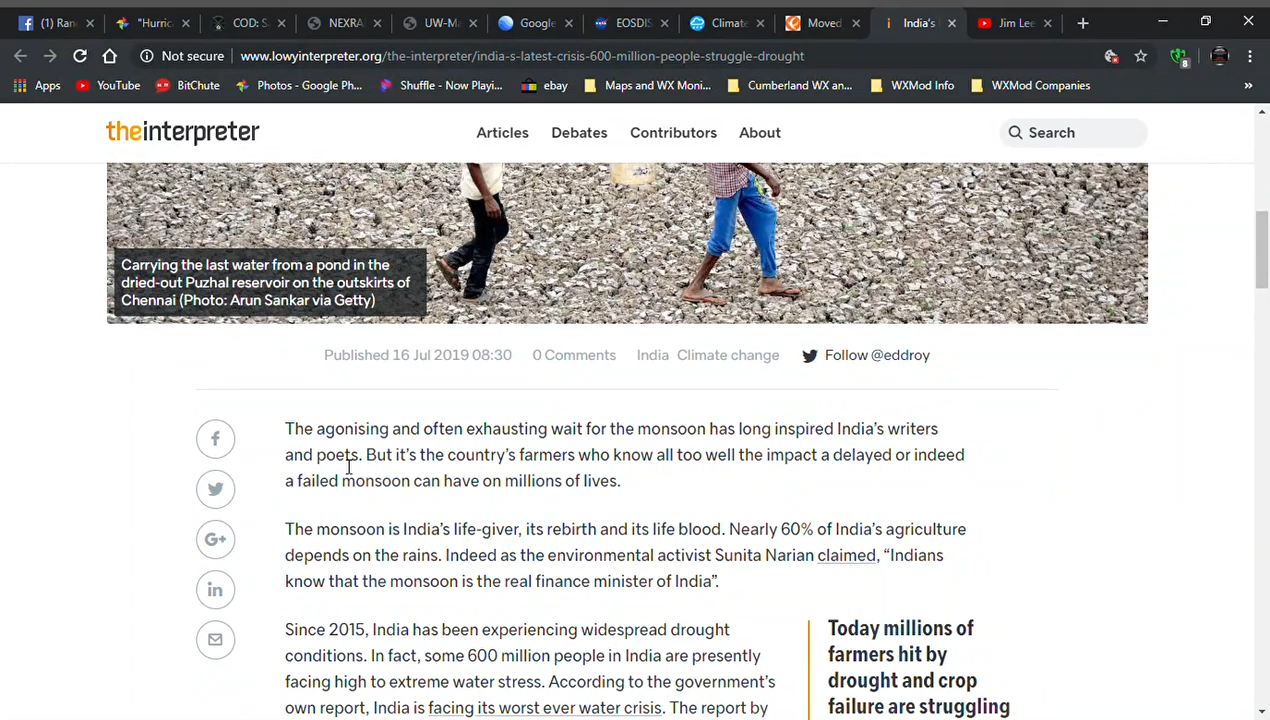 (1) Ran
"Hurric
COD: S
NEXRA
UW-M
Google
EOSDIS
Climate
Moved
India's
Jim Lee
Not secure
www.lowyinterpreter.org/the-interpreter/india-s-latest-crisis-600-million-people-struggle-drought
8
Apps
YouTube
BitChute
Photos - Google Ph...
Shuffle - Now Playi...
ebay
Maps and WX Moni...
Cumberland WX an...
WXMod Info
WXMod Companies
»
theinterpreter
Articles
Debates
Contributors
About
Search
Carrying the last water from a pond in the
dried-out Puzhal reservoir on the outskirts of
Chennai (Photo: Arun Sankar via Getty)
Published 16 Jul 2019 08:30
0 Comments
India Climate change
Follow @eddroy
The agonising and often exhausting wait for the monsoon has long inspired India's writers
and poets. But it's the country's farmers who know all too well the impact a delayed or indeed
a failed monsoon can have on millions of lives.
The monsoon is India's life-giver, its rebirth and its life blood. Nearly 60% of India's agriculture
depends on the rains. Indeed as the environmental activist Sunita Narian claimed, "Indians
know that the monsoon is the real finance minister of India".
Since 2015, India has been experiencing widespread drought
conditions. In fact, some 600 million people in India are presently
facing high to extreme water stress. According to the government's
own report, India is facing its worst ever water crisis. The report by
Today millions of
farmers hit by
drought and crop
failure are struggling
f
G+
in